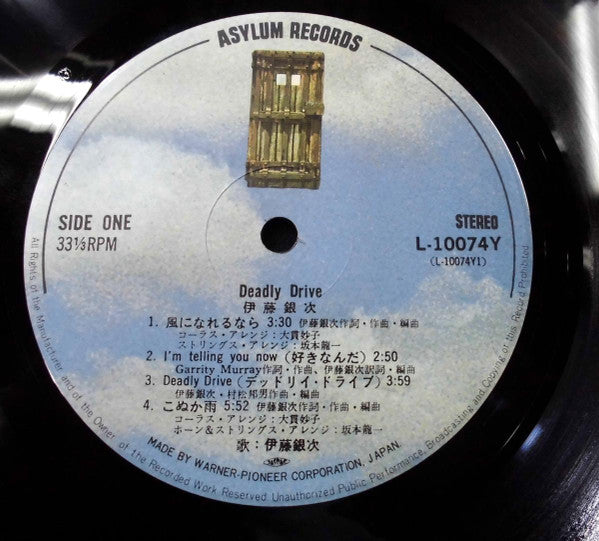 ASYLUM RECORDS
SIDE ONE
33⅓RPM
STEREO
L-10074Y
(L-10074Y1)
Deadly Drive
伊藤銀次
1. 風になれるなら 3:30 伊藤銀次作詞・作曲・編曲
コーラス・アレンジ:大貫妙子
ストリングス・アレンジ:坂本龍一
2. I'm telling you now (好きなんだ) 2:50
Garrity Murray作詞・作曲、伊藤銀次訳詞・編曲
3. Deadly Drive (デッドリイ・ドライブ) 3:59
伊藤銀次・村松邦男作曲・編曲
4. こぬか雨 5:52 伊藤銀次作詞・作曲・編曲
コーラス・アレンジ:大貫妙子
ホーン&ストリングス・アレンジ:坂本龍一
歌:伊藤銀次
MADE BY WARNER-PIONEER CORPORATION, JAPAN.
All Rights of the Manufacturer and of the Owner of the Recorded Work Reserved. Unauthorized Public Performance, Broadcasting and Copying of this Record Prohibited